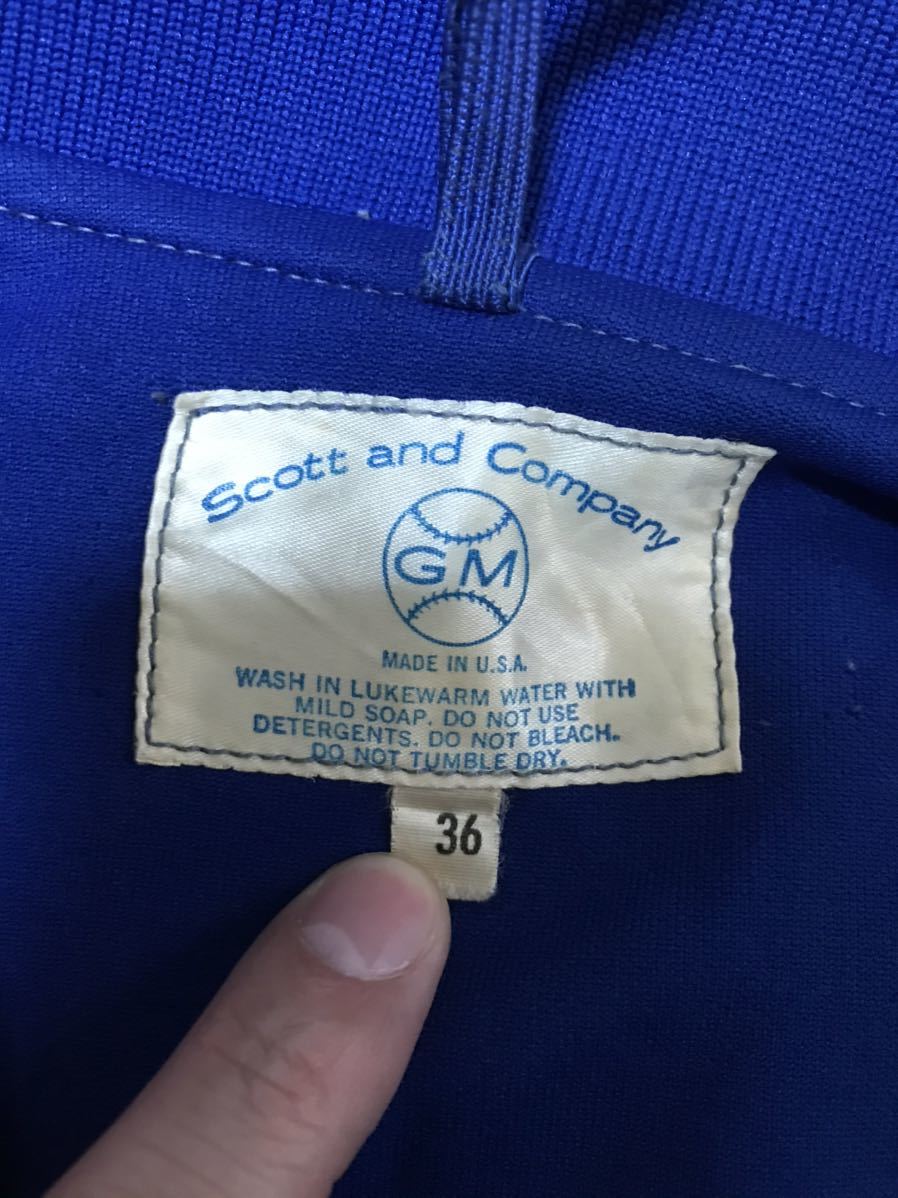 Scott and Company
GM
MADE IN U.S.A.
WASH IN LUKEWARM WATER WITH
MILD SOAP. DO NOT USE
DETERGENTS. DO NOT BLEACH.
DO NOT TUMBLE DRY.
36